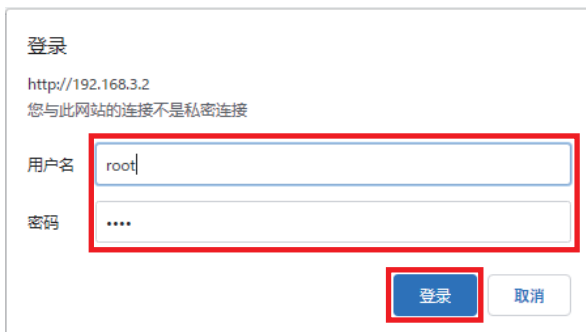 登录
http://192.168.3.2
您与此网站的连接不是私密连接
用户名 root
密码 ••••
登录 取消